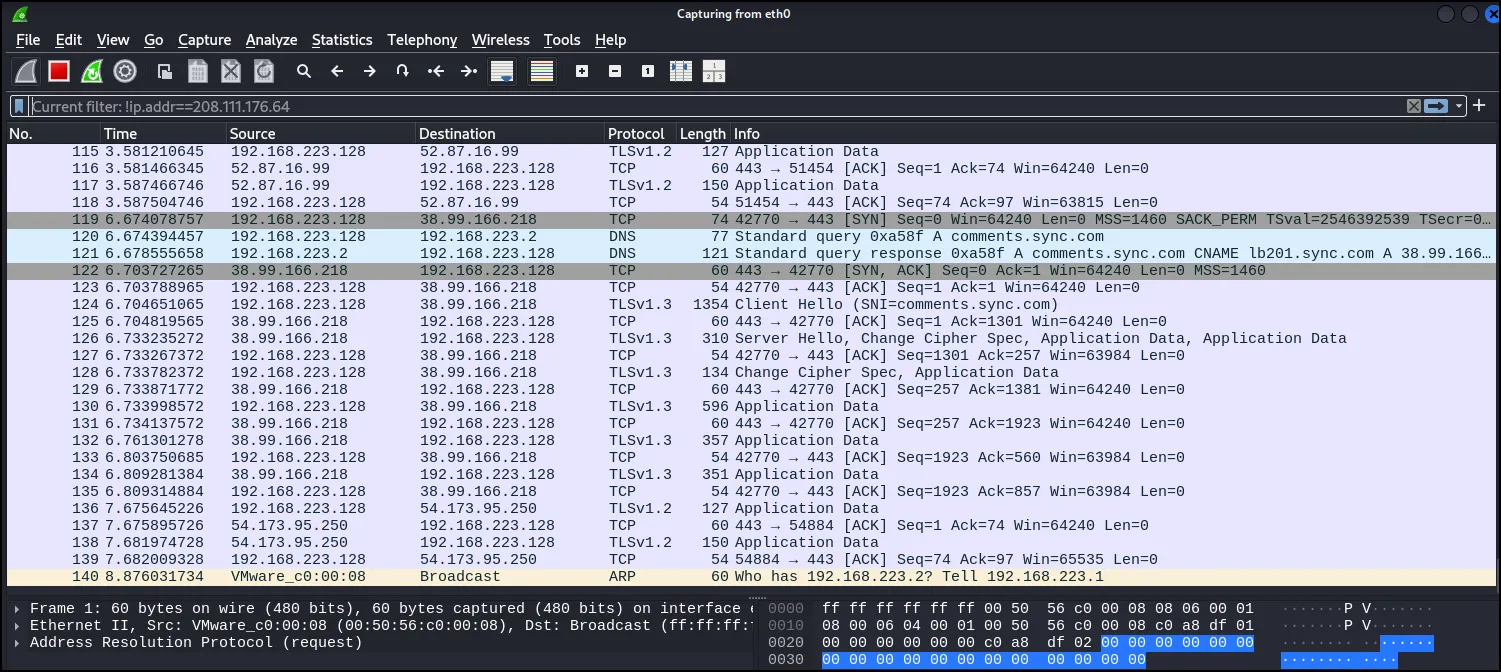 Capturing from eth0
File Edit View Go Capture Analyze Statistics Telephony Wireless Tools Help
Current filter: !ip.addr==208.111.176.64
No. Time Source Destination Protocol Length Info
115 3.581210645 192.168.223.128 52.87.16.99 TLSv1.2 127 Application Data
116 3.581466345 52.87.16.99 192.168.223.128 TCP 60 443 → 51454 [ACK] Seq=1 Ack=74 Win=64240 Len=0
117 3.587466746 52.87.16.99 192.168.223.128 TLSv1.2 150 Application Data
118 3.587504746 192.168.223.128 52.87.16.99 TCP 54 51454 → 443 [ACK] Seq=74 Ack=97 Win=63815 Len=0
119 6.674078757 192.168.223.128 38.99.166.218 TCP 74 42770 → 443 [SYN] Seq=0 Win=64240 Len=0 MSS=1460 SACK_PERM TSval=2546392539 TSecr=0…
120 6.674394457 192.168.223.128 192.168.223.2 DNS 77 Standard query 0xa58f A comments.sync.com
121 6.678555658 192.168.223.2 192.168.223.128 DNS 121 Standard query response 0xa58f A comments.sync.com CNAME lb201.sync.com A 38.99.166…
122 6.703727265 38.99.166.218 192.168.223.128 TCP 60 443 → 42770 [SYN, ACK] Seq=0 Ack=1 Win=64240 Len=0 MSS=1460
123 6.703788965 192.168.223.128 38.99.166.218 TCP 54 42770 → 443 [ACK] Seq=1 Ack=1 Win=64240 Len=0
124 6.704651065 192.168.223.128 38.99.166.218 TLSv1.3 1354 Client Hello (SNI=comments.sync.com)
125 6.704819565 38.99.166.218 192.168.223.128 TCP 60 443 → 42770 [ACK] Seq=1 Ack=1301 Win=64240 Len=0
126 6.733235272 38.99.166.218 192.168.223.128 TLSv1.3 310 Server Hello, Change Cipher Spec, Application Data, Application Data
127 6.733267372 192.168.223.128 38.99.166.218 TCP 54 42770 → 443 [ACK] Seq=1301 Ack=257 Win=63984 Len=0
128 6.733782372 192.168.223.128 38.99.166.218 TLSv1.3 134 Change Cipher Spec, Application Data
129 6.733871772 38.99.166.218 192.168.223.128 TCP 60 443 → 42770 [ACK] Seq=257 Ack=1381 Win=64240 Len=0
130 6.733998572 192.168.223.128 38.99.166.218 TLSv1.3 596 Application Data
131 6.734137572 38.99.166.218 192.168.223.128 TCP 60 443 → 42770 [ACK] Seq=257 Ack=1923 Win=64240 Len=0
132 6.761301278 38.99.166.218 192.168.223.128 TLSv1.3 357 Application Data
133 6.803750685 192.168.223.128 38.99.166.218 TCP 54 42770 → 443 [ACK] Seq=1923 Ack=560 Win=63984 Len=0
134 6.809281384 38.99.166.218 192.168.223.128 TLSv1.3 351 Application Data
135 6.809314884 192.168.223.128 38.99.166.218 TCP 54 42770 → 443 [ACK] Seq=1923 Ack=857 Win=63984 Len=0
136 7.675645226 192.168.223.128 54.173.95.250 TLSv1.2 127 Application Data
137 7.675895726 54.173.95.250 192.168.223.128 TCP 60 443 → 54884 [ACK] Seq=1 Ack=74 Win=64240 Len=0
138 7.681974728 54.173.95.250 192.168.223.128 TLSv1.2 150 Application Data
139 7.682009328 192.168.223.128 54.173.95.250 TCP 54 54884 → 443 [ACK] Seq=74 Ack=97 Win=65535 Len=0
140 8.876031734 VMware_c0:00:08 Broadcast ARP 60 Who has 192.168.223.2? Tell 192.168.223.1
Frame 1: 60 bytes on wire (480 bits), 60 bytes captured (480 bits) on interface e
Ethernet II, Src: VMware_c0:00:08 (00:50:56:c0:00:08), Dst: Broadcast (ff:ff:ff:
Address Resolution Protocol (request)
0000 ff ff ff ff ff ff 00 50 56 c0 00 08 08 06 00 01 ·······P V·······
0010 08 00 06 04 00 01 00 50 56 c0 00 08 c0 a8 df 01 ·······P V·······
0020 00 00 00 00 00 00 c0 a8 df 02 00 00 00 00 00 00 ········ ········
0030 00 00 00 00 00 00 00 00 00 00 00 00 ········ ····